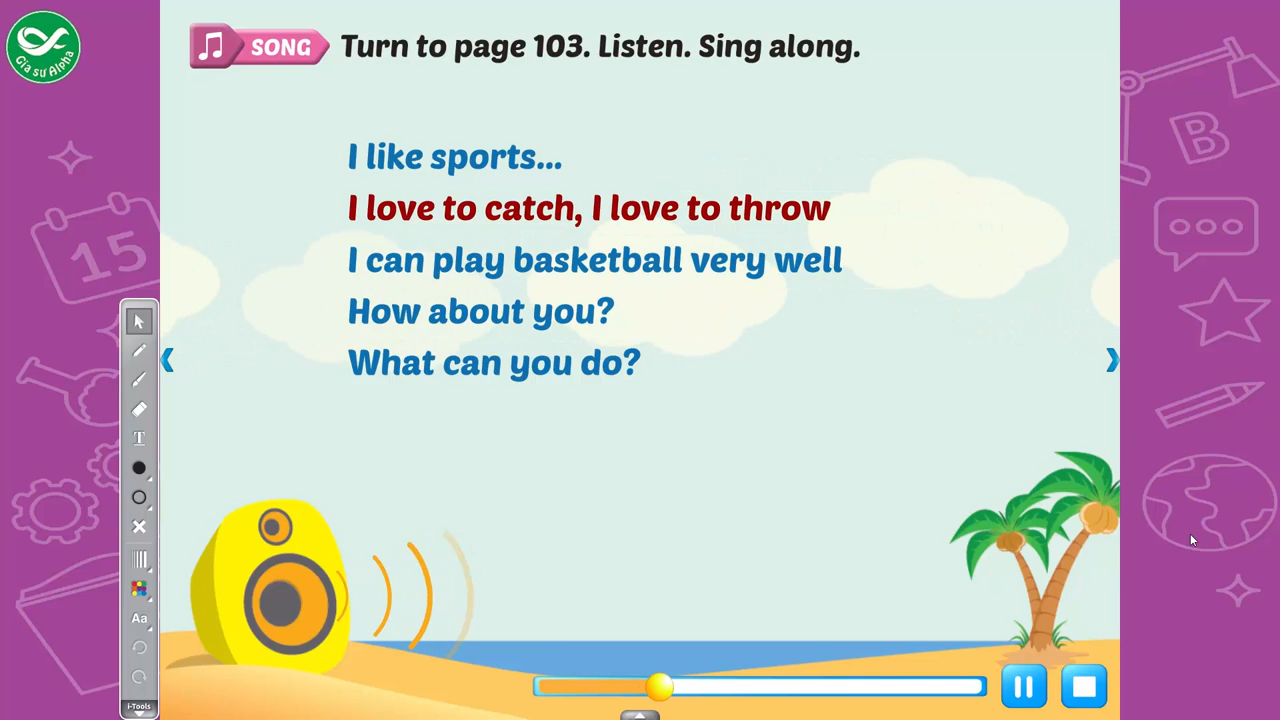 Gia sư Alpha
SONG
Turn to page 103. Listen. Sing along.
I like sports...
I love to catch, I love to throw
I can play basketball very well
How about you?
What can you do?
15
B
T
Aa
i-Tools